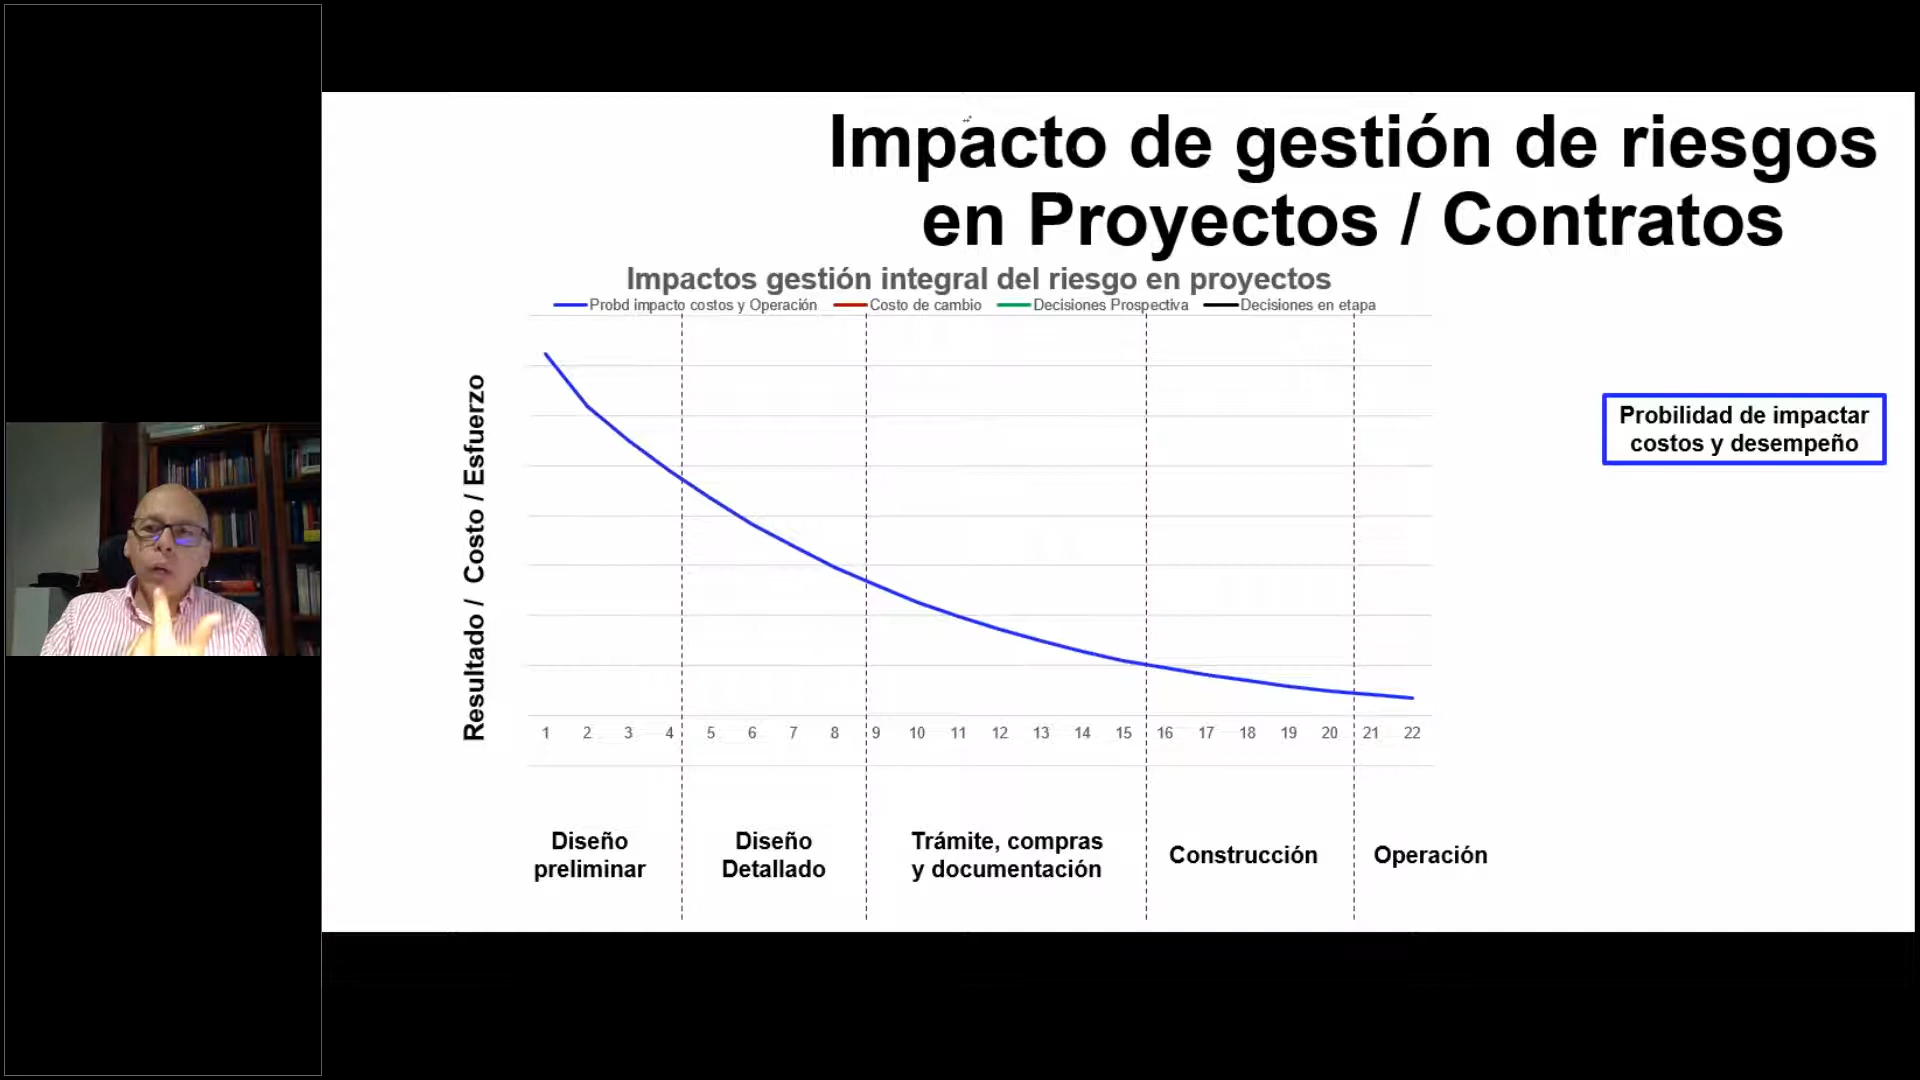 Impacto de gestión de riesgos
en Proyectos / Contratos
Impactos gestión integral del riesgo en proyectos
Probd impacto costos y Operación Costo de cambio Decisiones Prospectiva Decisiones en etapa
Resultado / Costo / Esfuerzo
Probilidad de impactar
costos y desempeño
1 2 3 4 5 6 7 8 9 10 11 12 13 14 15 16 17 18 19 20 21 22
Diseño
preliminar
Diseño
Detallado
Trámite, compras
y documentación
Construcción
Operación